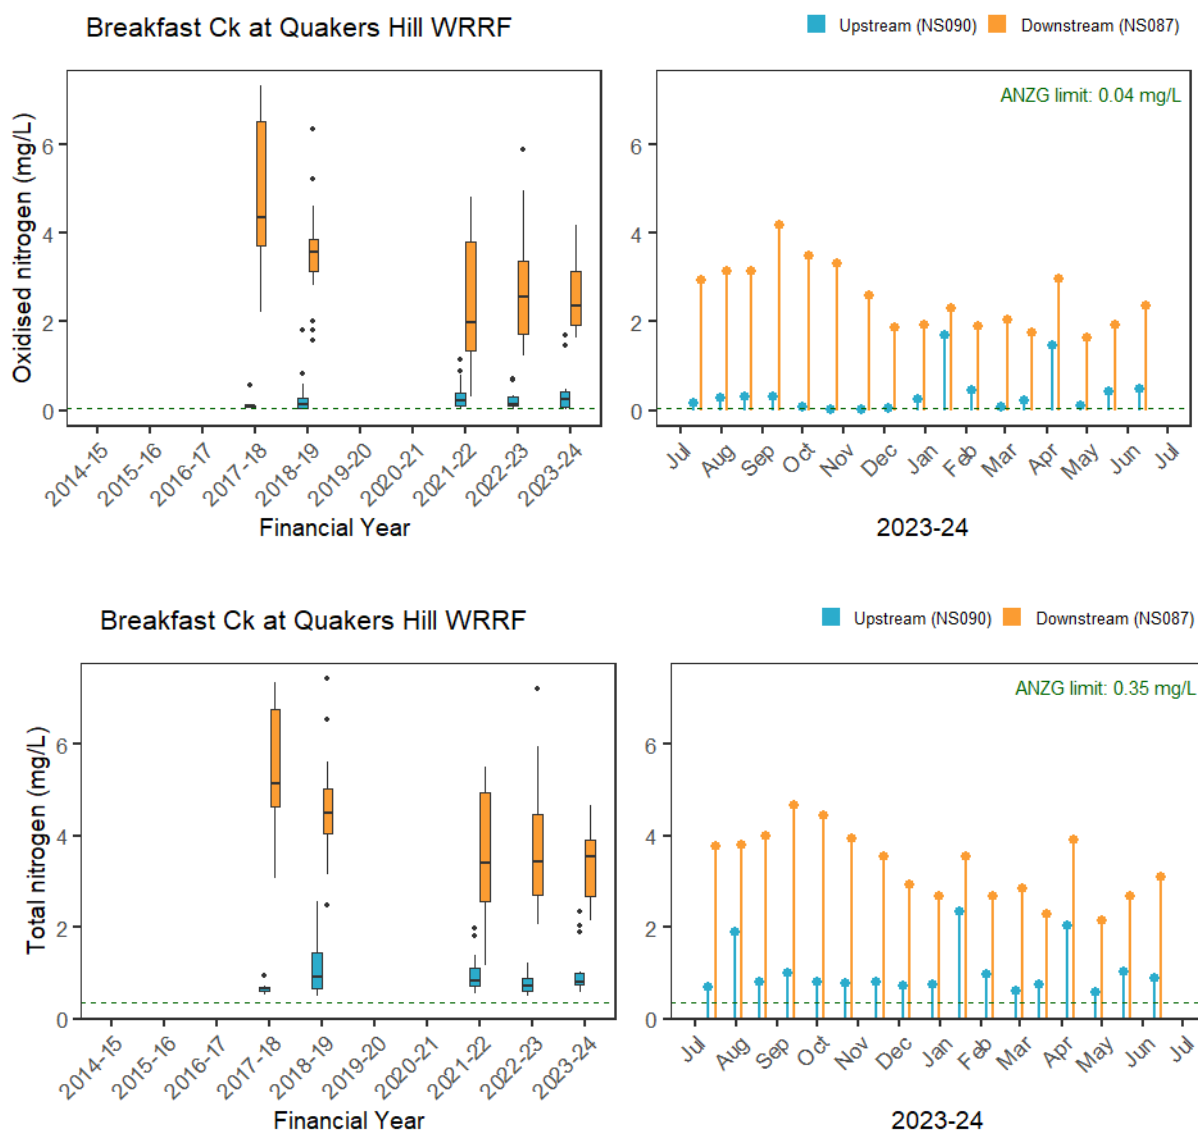 Breakfast Ck at Quakers Hill WRRF
Upstream (NS090) Downstream (NS087)
ANZG limit: 0.04 mg/L
Oxidised nitrogen (mg/L)
6
4
2
0
2014-15 2015-16 2016-17 2017-18 2018-19 2019-20 2020-21 2021-22 2022-23 2023-24
Financial Year
6
4
2
0
Jul Aug Sep Oct Nov Dec Jan Feb Mar Apr May Jun Jul
2023-24
Breakfast Ck at Quakers Hill WRRF
Upstream (NS090) Downstream (NS087)
ANZG limit: 0.35 mg/L
Total nitrogen (mg/L)
6
4
2
0
2014-15 2015-16 2016-17 2017-18 2018-19 2019-20 2020-21 2021-22 2022-23 2023-24
Financial Year
6
4
2
0
Jul Aug Sep Oct Nov Dec Jan Feb Mar Apr May Jun Jul
2023-24